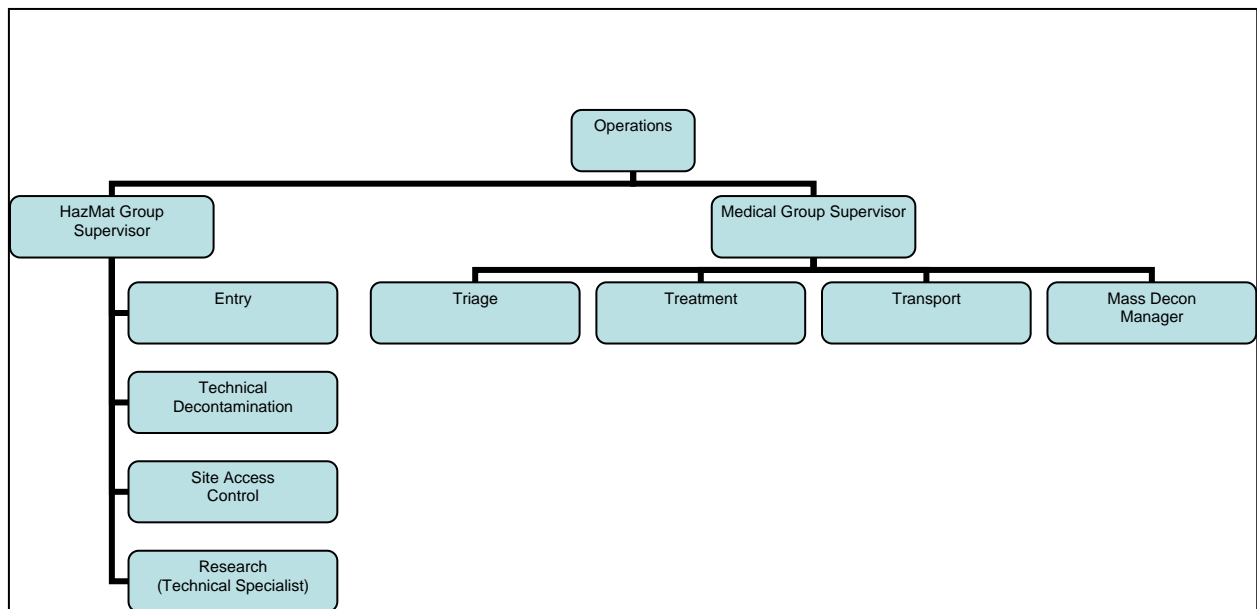 Operations
HazMat Group
Supervisor
Medical Group Supervisor
Entry
Triage
Treatment
Transport
Mass Decon
Manager
Technical
Decontamination
Site Access
Control
Research
(Technical Specialist)